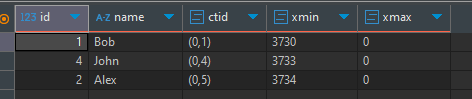 123 id A-Z name ctid xmin xmax
1 Bob (0,1) 3730 0
4 John (0,4) 3733 0
2 Alex (0,5) 3734 0